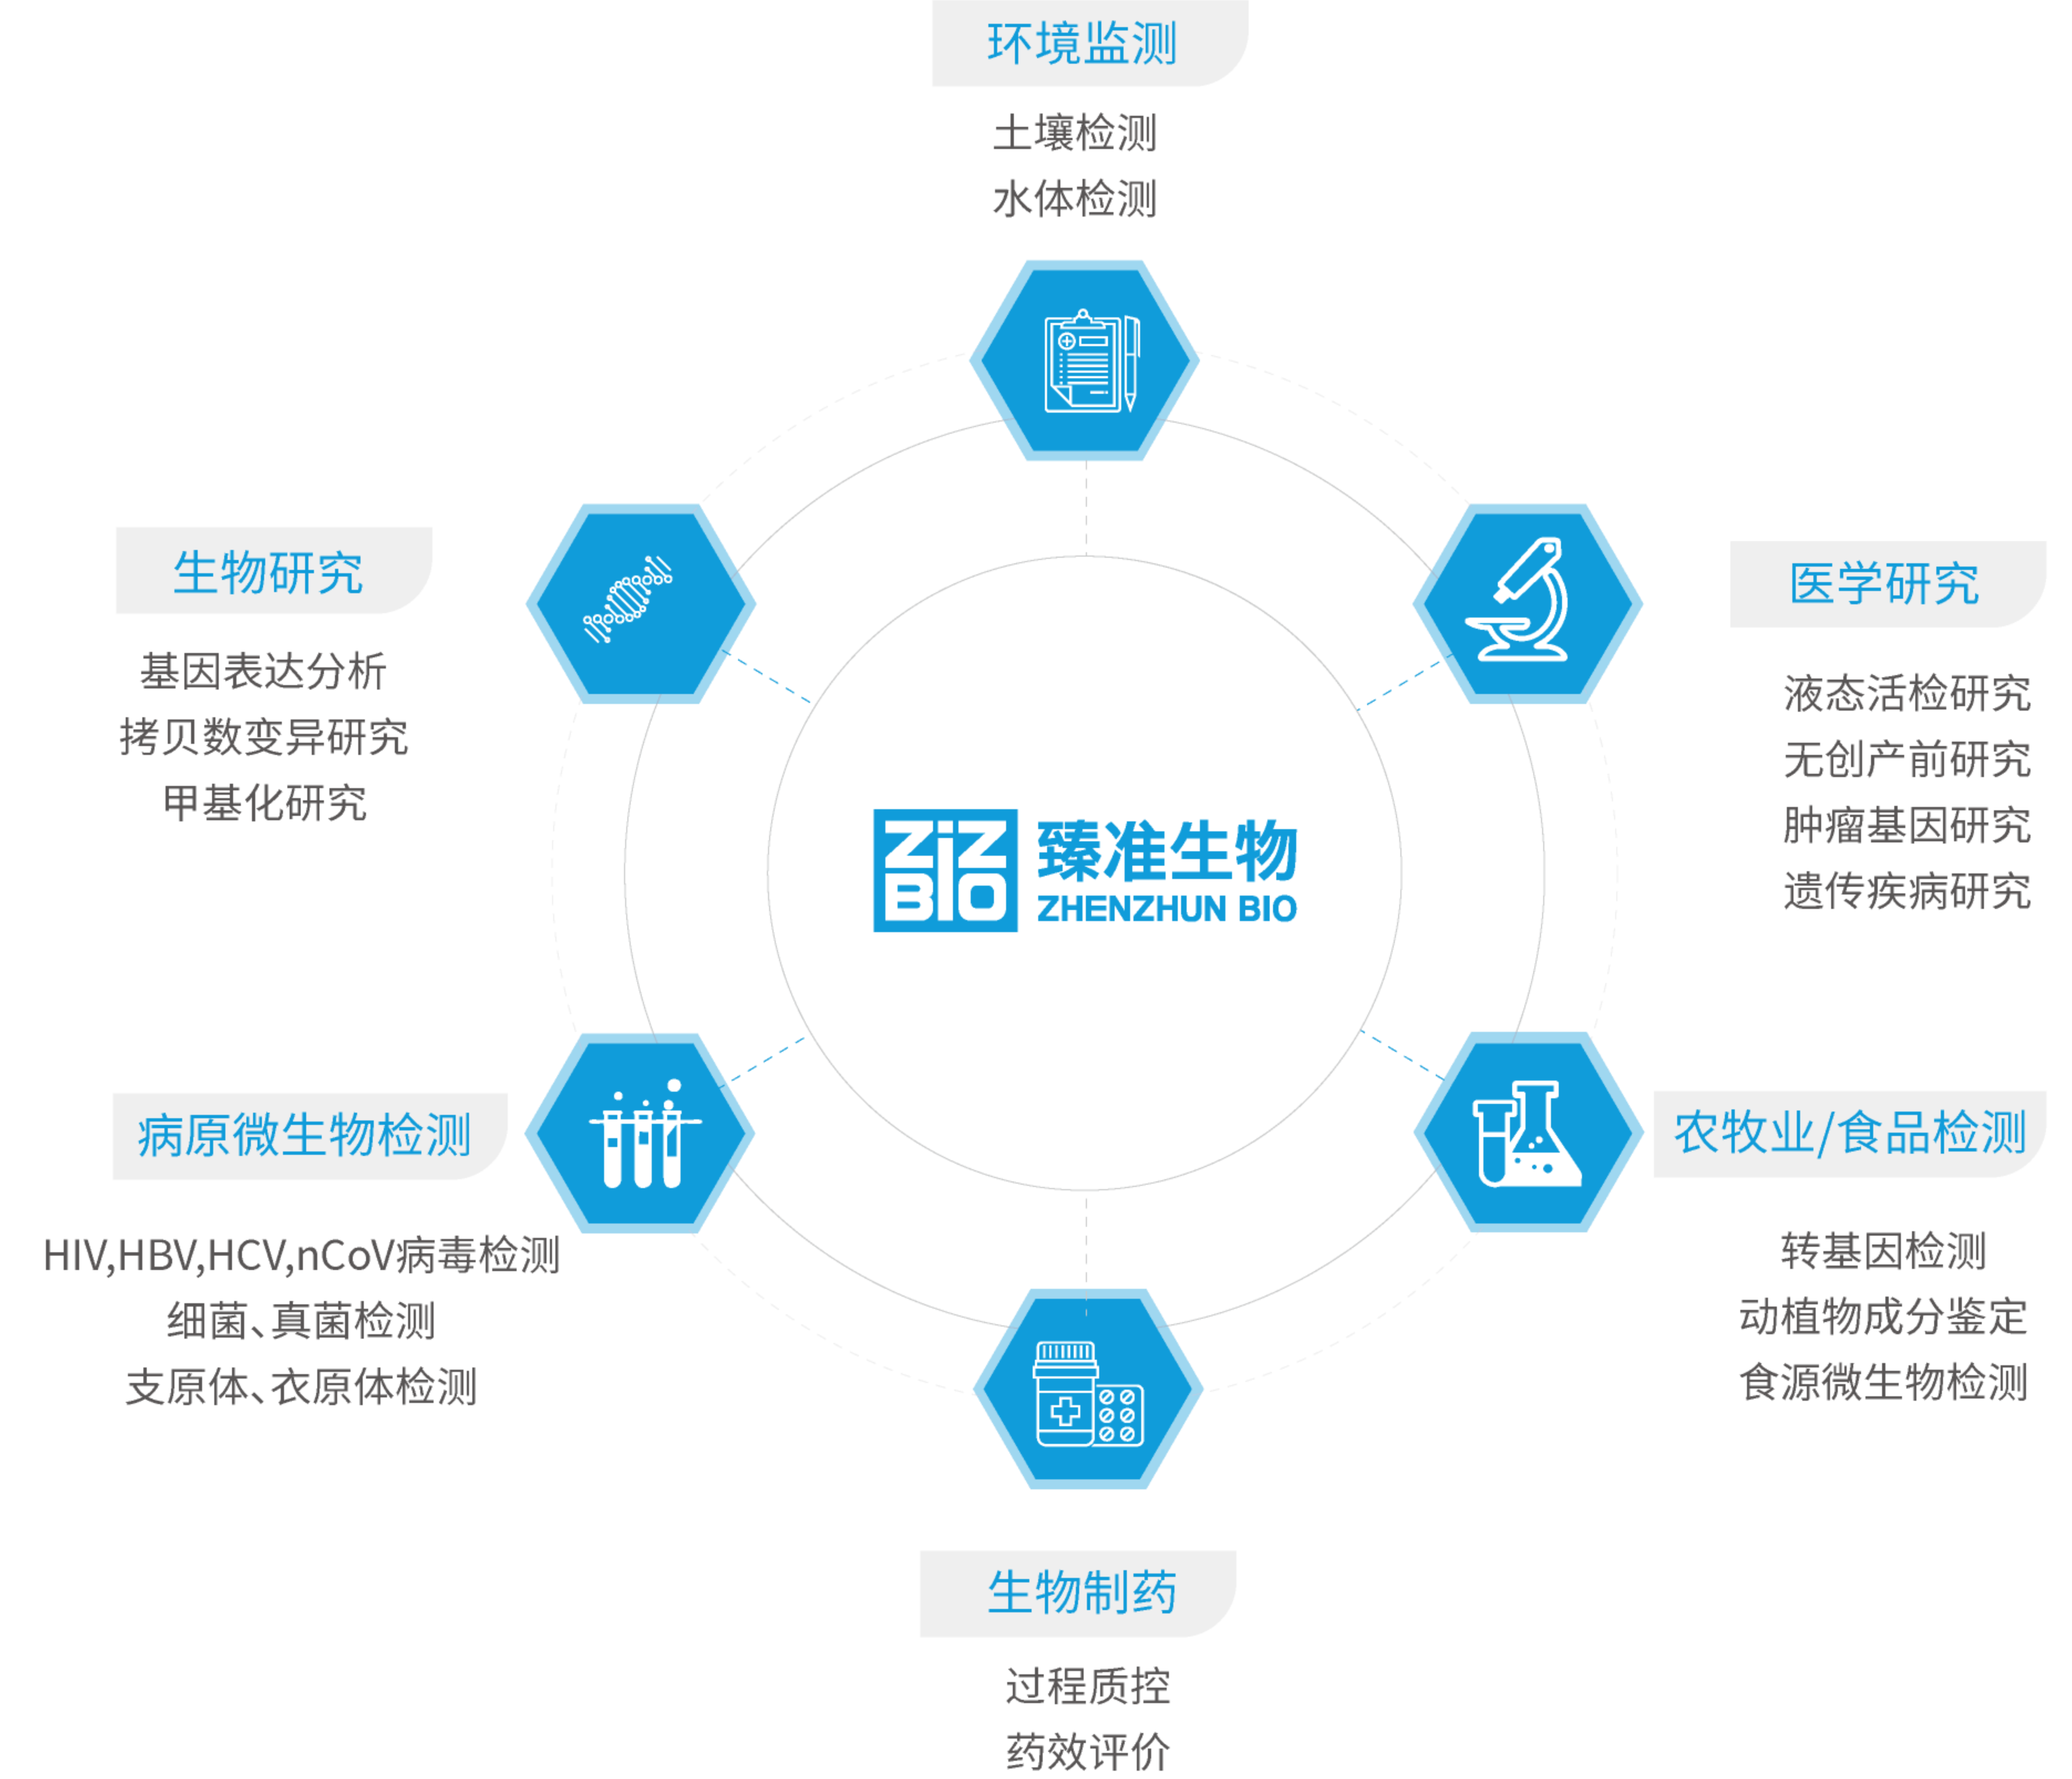 环境监测
土壤检测
水体检测
生物研究
基因表达分析
拷贝数变异研究
甲基化研究
医学研究
液态活检研究
无创产前研究
肿瘤基因研究
遗传疾病研究
ZiZ
BIO
臻准生物
ZHENZHUN BIO
病原微生物检测
HIV,HBV,HCV,nCoV病毒检测
细菌、真菌检测
支原体、衣原体检测
农牧业/食品检测
转基因检测
动植物成分鉴定
食源微生物检测
生物制药
过程质控
药效评价